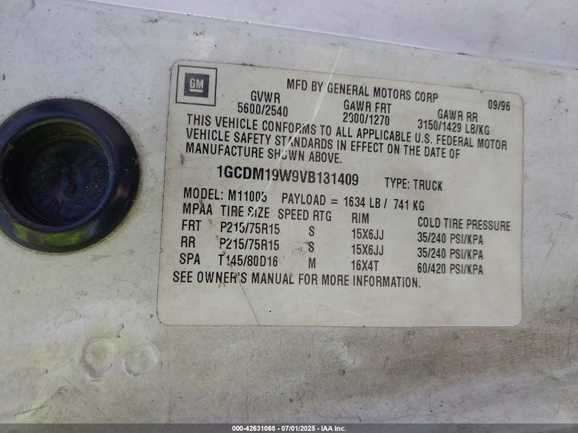 GM
MFD BY GENERAL MOTORS CORP 09/96
GVWR GAWR FRT GAWR RR
5600/2540 2300/1270 3150/1429 LB/KG
THIS VEHICLE CONFORMS TO ALL APPLICABLE U.S. FEDERAL MOTOR
VEHICLE SAFETY STANDARDS IN EFFECT ON THE DATE OF
MANUFACTURE SHOWN ABOVE.
1GCDM19W9VB131409 TYPE: TRUCK
MODEL: M11005 PAYLOAD = 1634 LB / 741 KG
MPAA TIRE SIZE SPEED RTG RIM COLD TIRE PRESSURE
FRT P215/75R15 S 15X6JJ 35/240 PSI/KPA
RR P215/75R15 S 15X6JJ 35/240 PSI/KPA
SPA T145/80D16 M 16X4T 60/420 PSI/KPA
SEE OWNER'S MANUAL FOR MORE INFORMATION.
000-42631068 - 07/01/2025 - IAA, Inc.